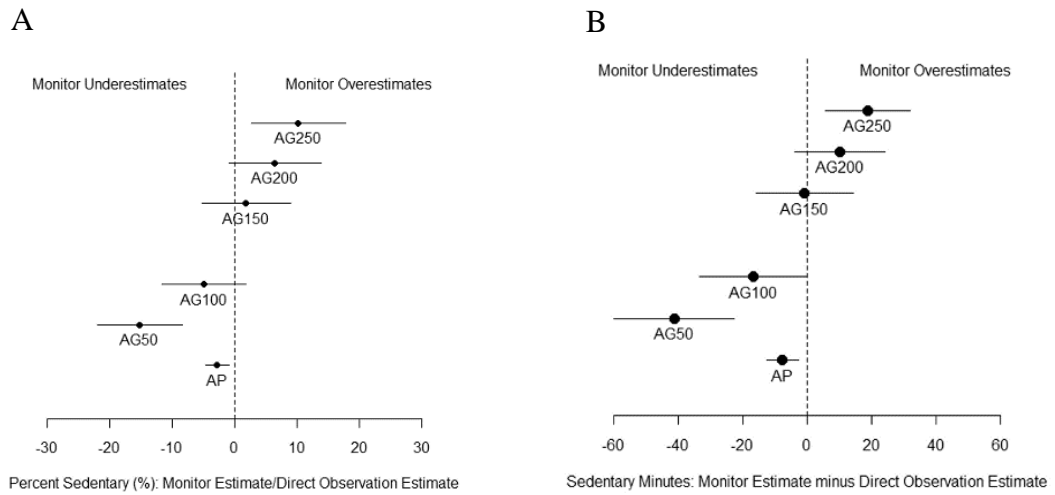 A
Monitor Underestimates Monitor Overestimates
AG250
AG200
AG150
AG100
AG50
AP
-30 -20 -10 0 10 20 30
Percent Sedentary (%): Monitor Estimate/Direct Observation Estimate
B
Monitor Underestimates Monitor Overestimates
AG250
AG200
AG150
AG100
AG50
AP
-60 -40 -20 0 20 40 60
Sedentary Minutes: Monitor Estimate minus Direct Observation Estimate